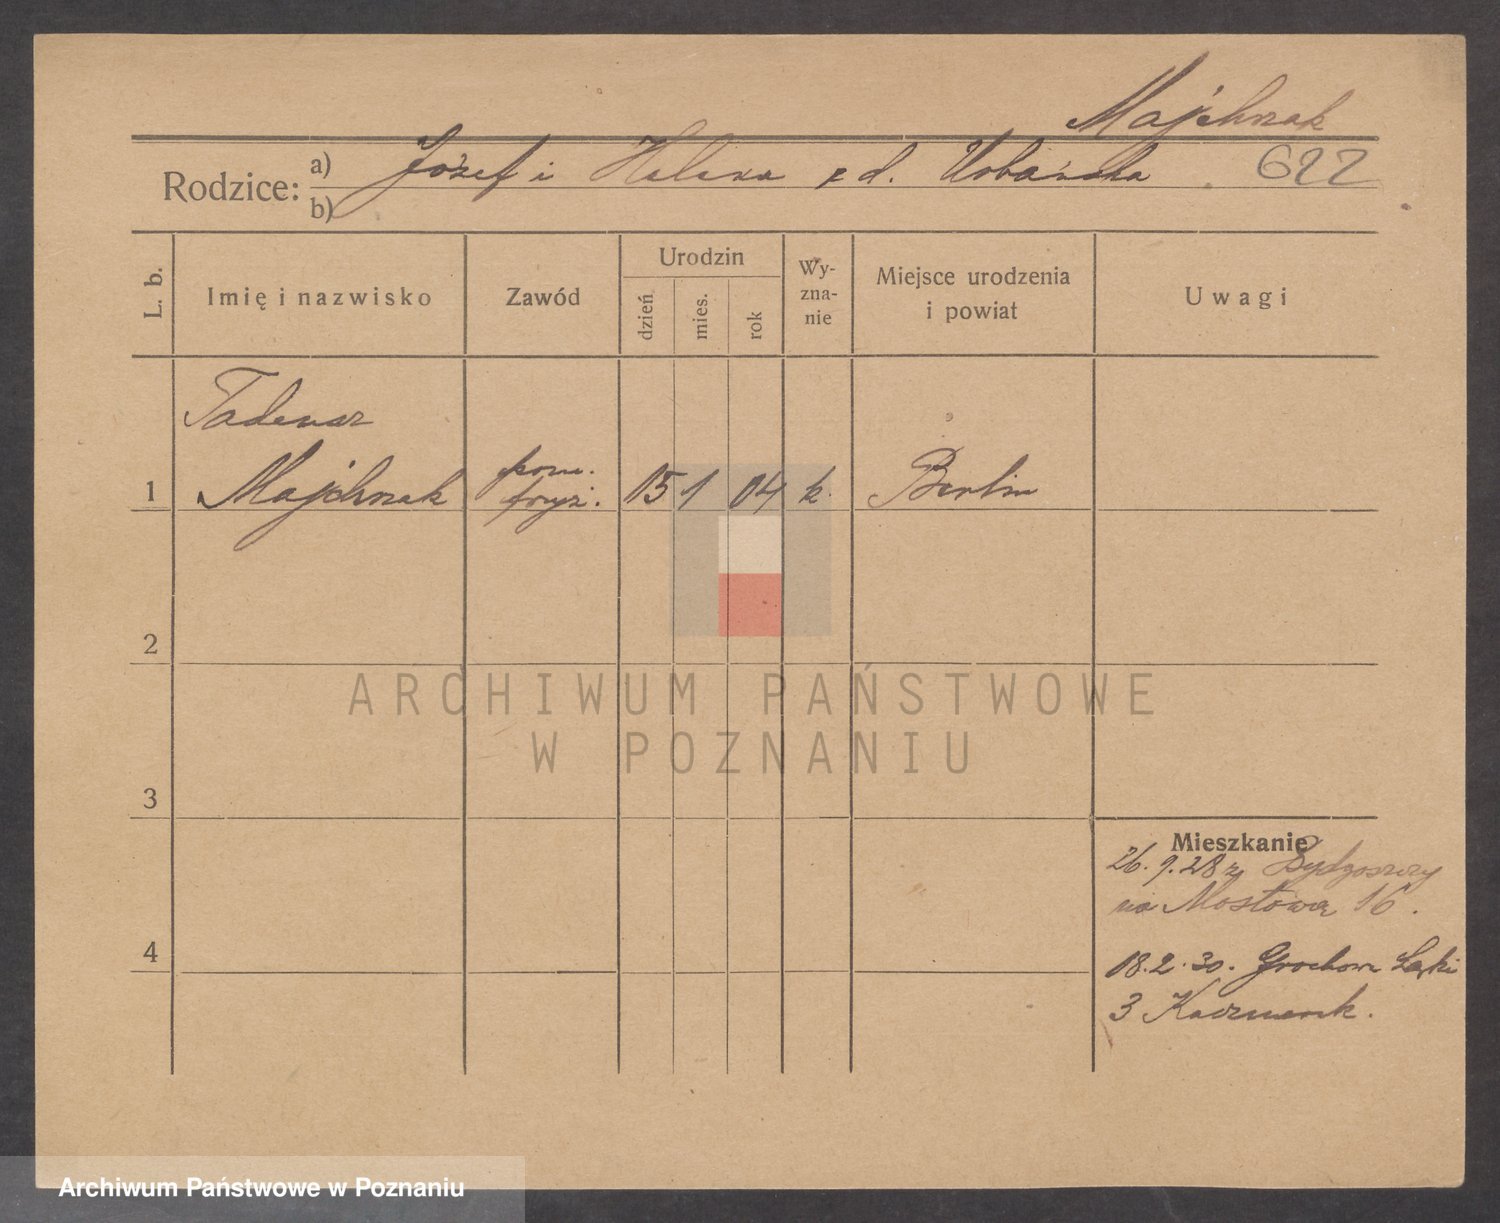 Majchrzak
Rodzice: a) Józef i Helena z d. Urbańska 622
b)
L. b. Imię i nazwisko Zawód Urodzin dzień mies. rok Wy-zna-nie Miejsce urodzenia i powiat Uwagi
Tadeusz
1 Majchrzak pom. fryz. 15 1 04 k. Berlin
2
ARCHIWUM PAŃSTWOWE
W POZNANIU
3
Mieszkanie
26.9.28 z Bydgoszczy
na Mostowa 16.
4
18.2.30. Grochowe Łąki
3 Kaczmarek.
Archiwum Państwowe w Poznaniu